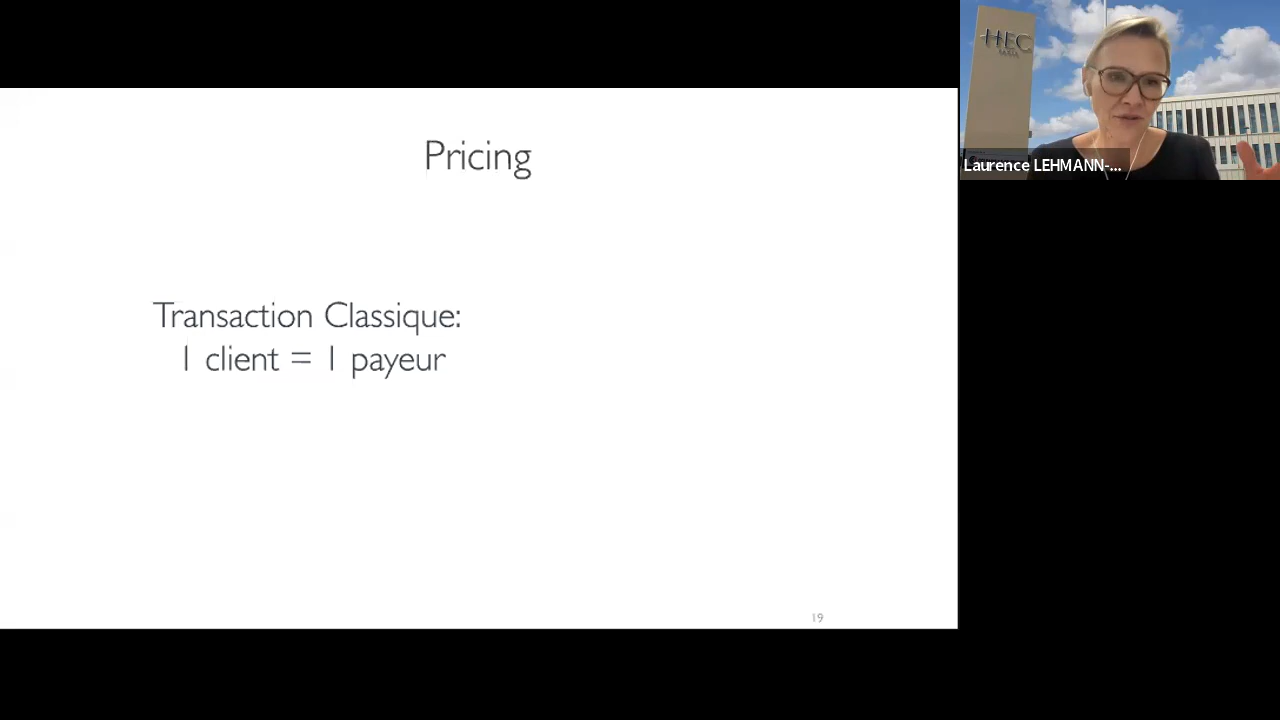 Pricing
Transaction Classique:
1 client = 1 payeur
19
HEC
PARIS
Laurence LEHMANN-...